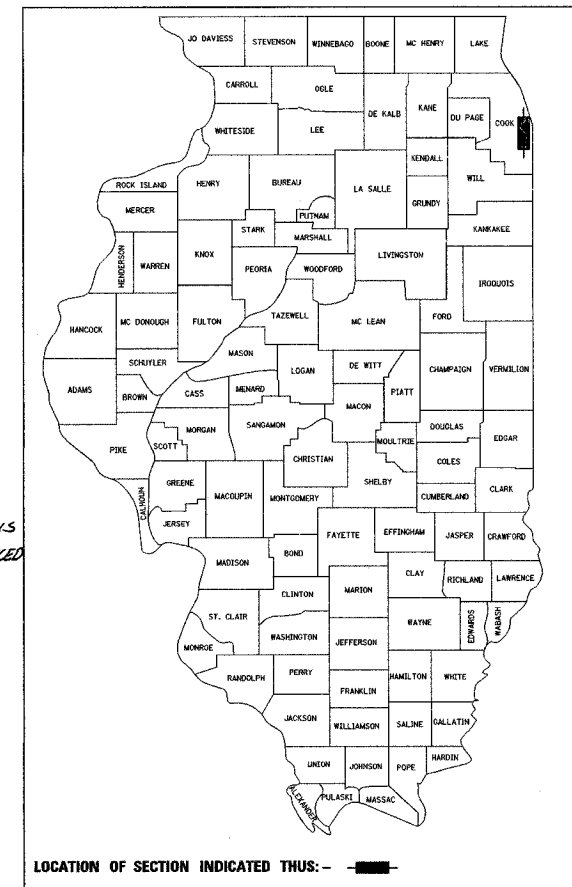 JO DAVIESS STEVENSON WINNEBAGO BOONE MC HENRY LAKE
CARROLL OGLE
DE KALB KANE DU PAGE COOK
WHITESIDE LEE
KENDALL
WILL
ROCK ISLAND HENRY BUREAU LA SALLE GRUNDY
MERCER PUTNAM
KANKAKEE
STARK MARSHALL
HENDERSON WARREN KNOX PEORIA WOODFORD LIVINGSTON IROQUOIS
FORD
HANCOCK MC DONOUGH FULTON TAZEWELL MC LEAN
MASON
SCHUYLER LOGAN DE WITT CHAMPAIGN VERMILION
ADAMS BROWN CASS MENARD PIATT
MACON
MORGAN SANGAMON DOUGLAS
PIKE SCOTT CHRISTIAN MOULTRIE COLES EDGAR
GREENE MACOUPIN MONTGOMERY SHELBY CUMBERLAND CLARK
CALHOUN JERSEY
FAYETTE EFFINGHAM JASPER CRAWFORD
MADISON BOND
CLAY RICHLAND LAWRENCE
CLINTON MARION
ST. CLAIR WAYNE EDWARDS WABASH
WASHINGTON JEFFERSON
MONROE
RANDOLPH PERRY HAMILTON WHITE
FRANKLIN
JACKSON WILLIAMSON SALINE GALLATIN
UNION JOHNSON POPE HARDIN
ALEXANDER PULASKI MASSAC
LOCATION OF SECTION INDICATED THUS: -